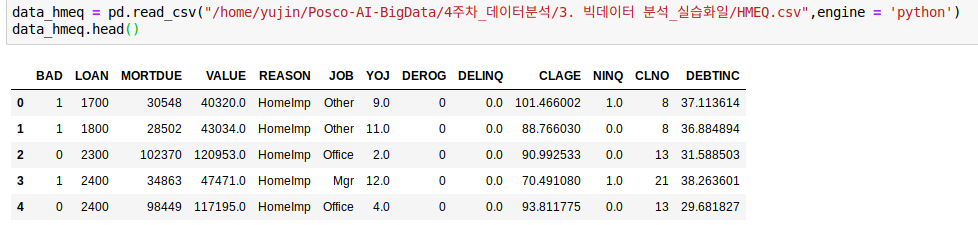 data_hmeq = pd.read_csv("/home/yujin/Posco-AI-BigData/4주차_데이터분석/3. 빅데이터 분석_실습화일/HMEQ.csv",engine = 'python')
data_hmeq.head()
BAD LOAN MORTDUE VALUE REASON JOB YOJ DEROG DELINQ CLAGE NINQ CLNO DEBTINC
0 1 1700 30548 40320.0 HomeImp Other 9.0 0 0.0 101.466002 1.0 8 37.113614
1 1 1800 28502 43034.0 HomeImp Other 11.0 0 0.0 88.766030 0.0 8 36.884894
2 0 2300 102370 120953.0 HomeImp Office 2.0 0 0.0 90.992533 0.0 13 31.588503
3 1 2400 34863 47471.0 HomeImp Mgr 12.0 0 0.0 70.491080 1.0 21 38.263601
4 0 2400 98449 117195.0 HomeImp Office 4.0 0 0.0 93.811775 0.0 13 29.681827